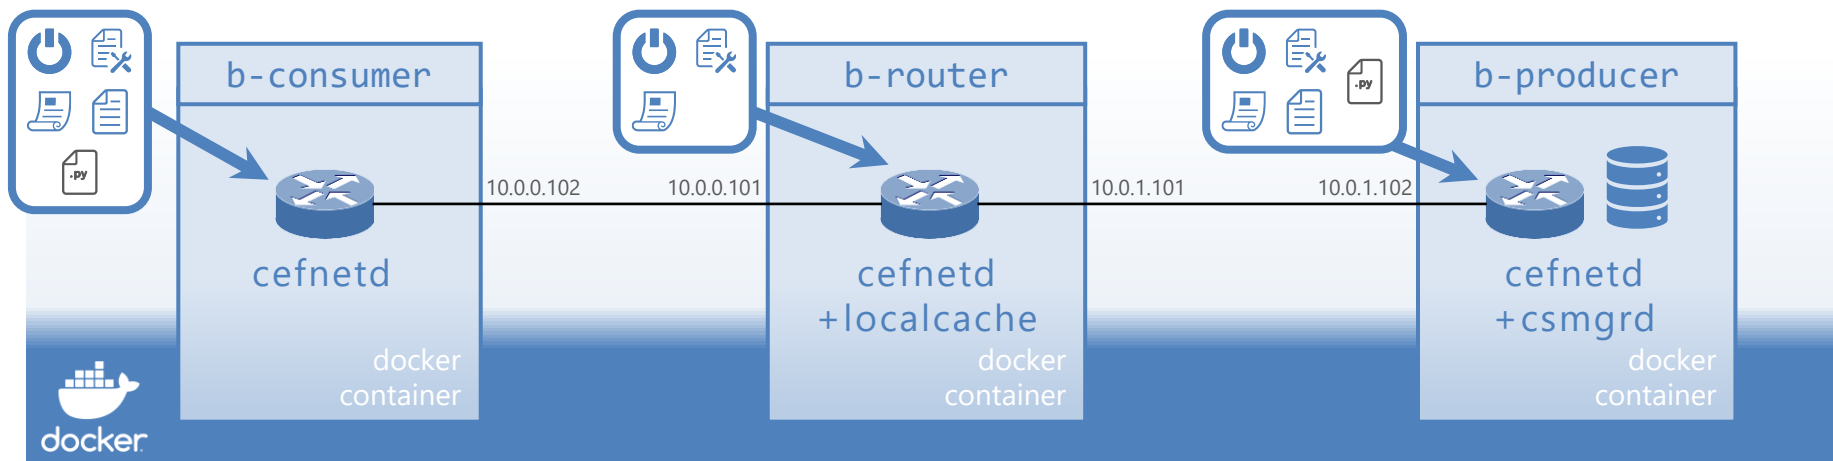 b-consumer
b-router
b-producer
.py
.py
10.0.0.102
10.0.0.101
10.0.1.101
10.0.1.102
cefnetd
cefnetd
+localcache
cefnetd
+csmgrd
docker
container
docker
container
docker
container
docker